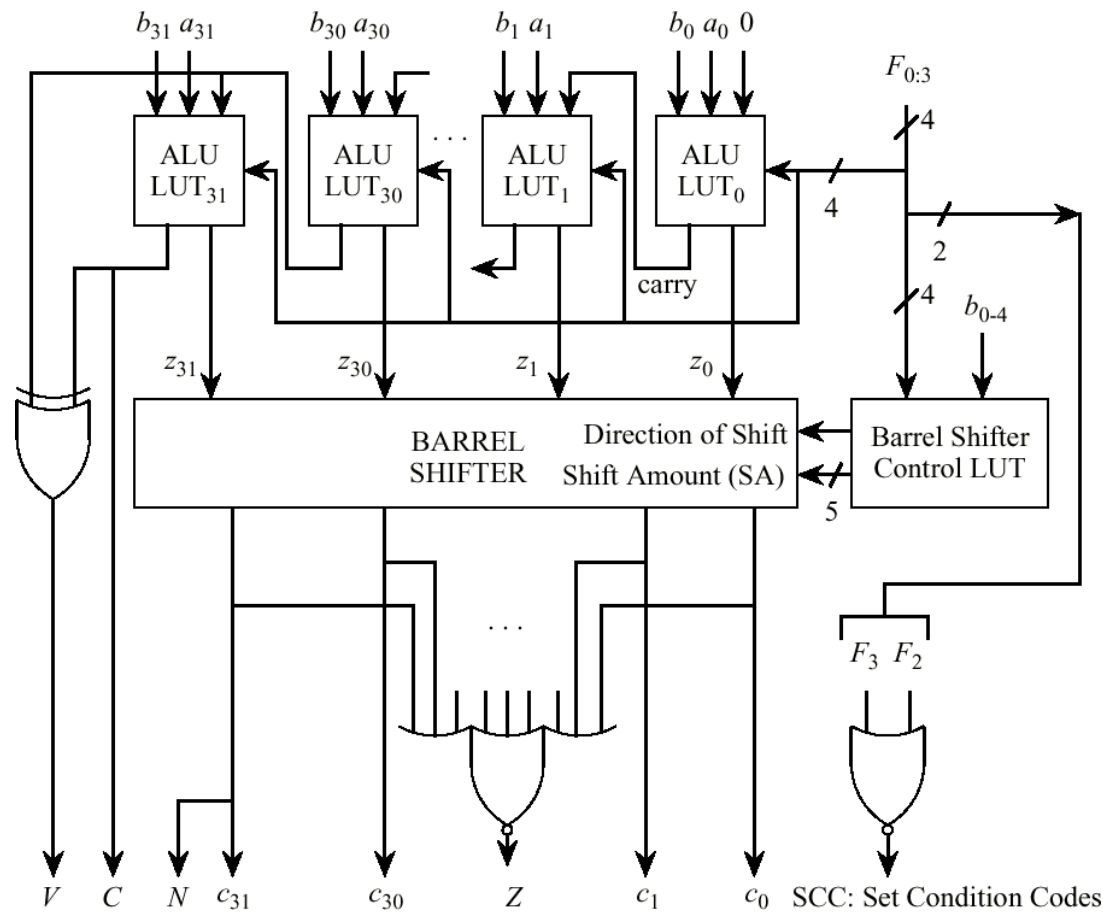 b31 a31 b30 a30 b1 a1 b0 a0 0
F0:3
4
ALU LUT31
ALU LUT30
. . .
ALU LUT1
ALU LUT0
4
2
carry
4
b0-4
z31 z30 z1 z0
BARREL SHIFTER
Direction of Shift
Shift Amount (SA)
5
Barrel Shifter
Control LUT
. . .
F3 F2
V C N c31 c30 Z c1 c0 SCC: Set Condition Codes